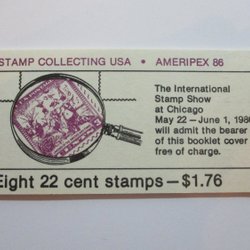 STAMP COLLECTING USA • AMERIPEX 86
The International
Stamp Show
at Chicago
May 22 – June 1, 1986
will admit the bearer
of this booklet cover
free of charge.
Eight 22 cent stamps—$1.76